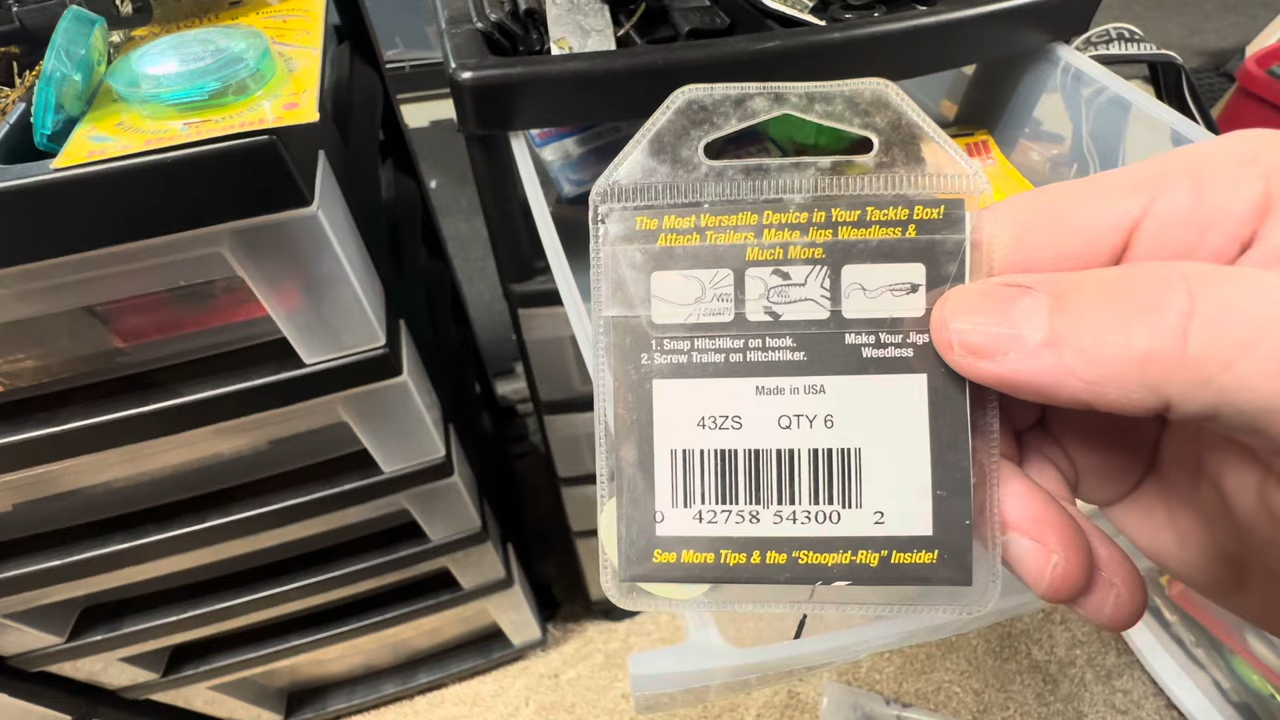 The Most Versatile Device in Your Tackle Box!
Attach Trailers, Make Jigs Weedless &
Much More.
SNAP!
1. Snap HitcHiker on hook.
2. Screw Trailer on HitchHiker.
Make Your Jigs
Weedless
Made in USA
43ZS QTY 6
0 42758 54300 2
See More Tips & the “Stoopid-Rig” Inside!